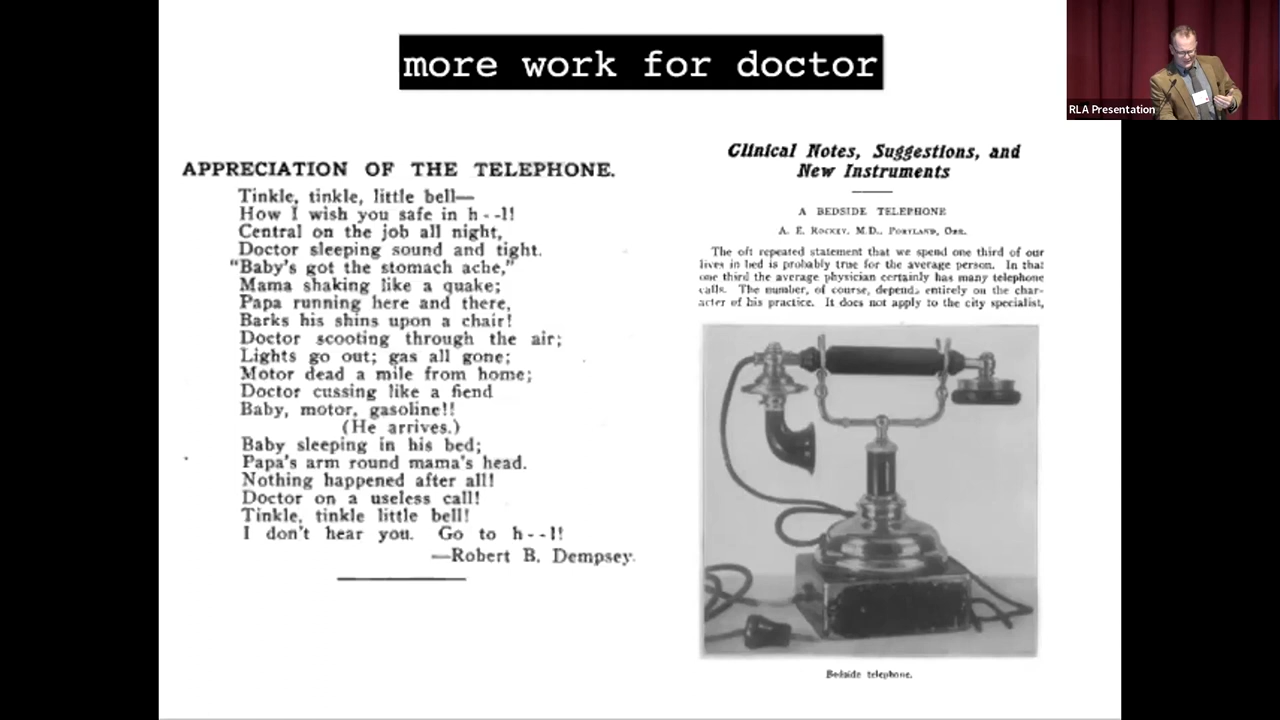 more work for doctor
RLA Presentation
APPRECIATION OF THE TELEPHONE.
Tinkle, tinkle, little bell—
How I wish you safe in h--l!
Central on the job all night,
Doctor sleeping sound and tight.
"Baby's got the stomach ache,"
Mama shaking like a quake;
Papa running here and there,
Barks his shins upon a chair!
Doctor scooting through the air;
Lights go out; gas all gone;
Motor dead a mile from home;
Doctor cussing like a fiend
Baby, motor, gasoline!!
(He arrives.)
Baby sleeping in his bed;
Papa's arm round mama's head.
Nothing happened after all!
Doctor on a useless call!
Tinkle, tinkle little bell!
I don't hear you. Go to h--l!
—Robert B. Dempsey.
Clinical Notes, Suggestions, and
New Instruments
A BEDSIDE TELEPHONE
A. E. Rockey, M.D., Portland, Ore.
The oft repeated statement that we spend one third of our
lives in bed is probably true for the average person. In that
one third the average physician certainly has many telephone
calls. The number, of course, depends entirely on the char-
acter of his practice. It does not apply to the city specialist,
Bedside telephone.